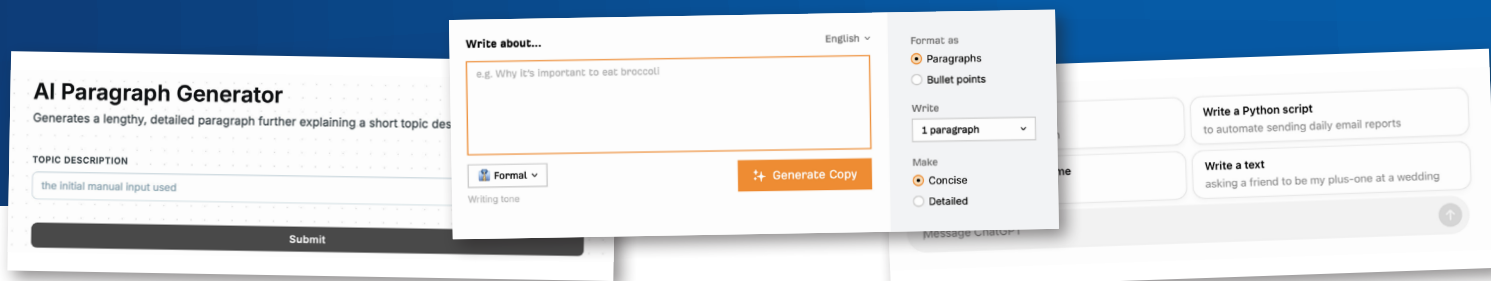 AI Paragraph Generator
Generates a lengthy, detailed paragraph further explaining a short topic
TOPIC DESCRIPTION
the initial manual input used
Submit
Write about...
English
e.g. Why it's important to eat broccoli
Formal
Generate Copy
Writing tone
Format as
Paragraphs
Bullet points
Write
1 paragraph
Make
Concise
Detailed
Write a Python script
to automate sending daily email reports
Write a text
asking a friend to be my plus-one at a wedding
Message ChatGPT